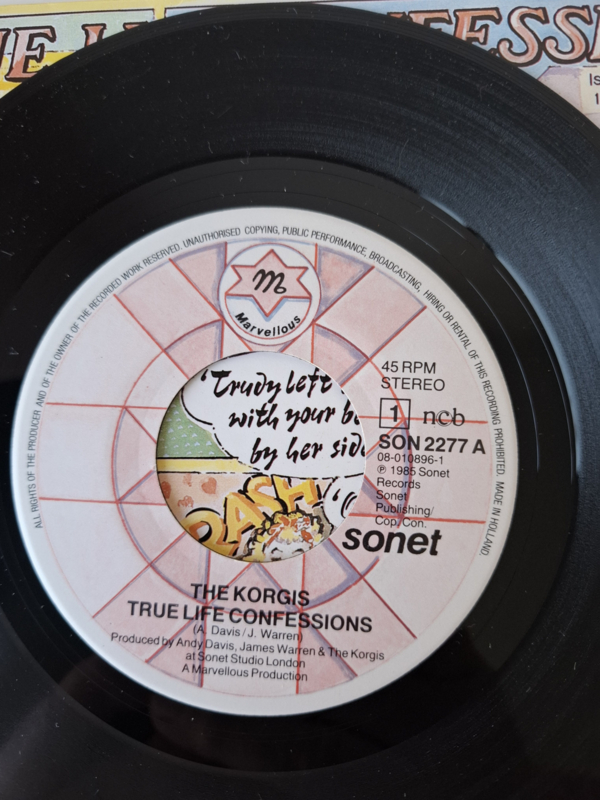 FESS
Is
1
ALL RIGHTS OF THE PRODUCER AND OF THE OWNER OF THE RECORDED WORK RESERVED. UNAUTHORISED COPYING, PUBLIC PERFORMANCE, BROADCASTING, HIRING OR RENTAL OF THIS RECORDING PROHIBITED. MADE IN HOLLAND.
m
Marvellous
'Trudy left
with your b
by her side
DASH
45 RPM
STEREO
1 ncb
SON 2277 A
08-010896-1
℗ 1985 Sonet
Records
Sonet
Publishing/
Cop. Con.
sonet
THE KORGIS
TRUE LIFE CONFESSIONS
(A. Davis / J. Warren)
Produced by Andy Davis, James Warren & The Korgis
at Sonet Studio London
A Marvellous Production